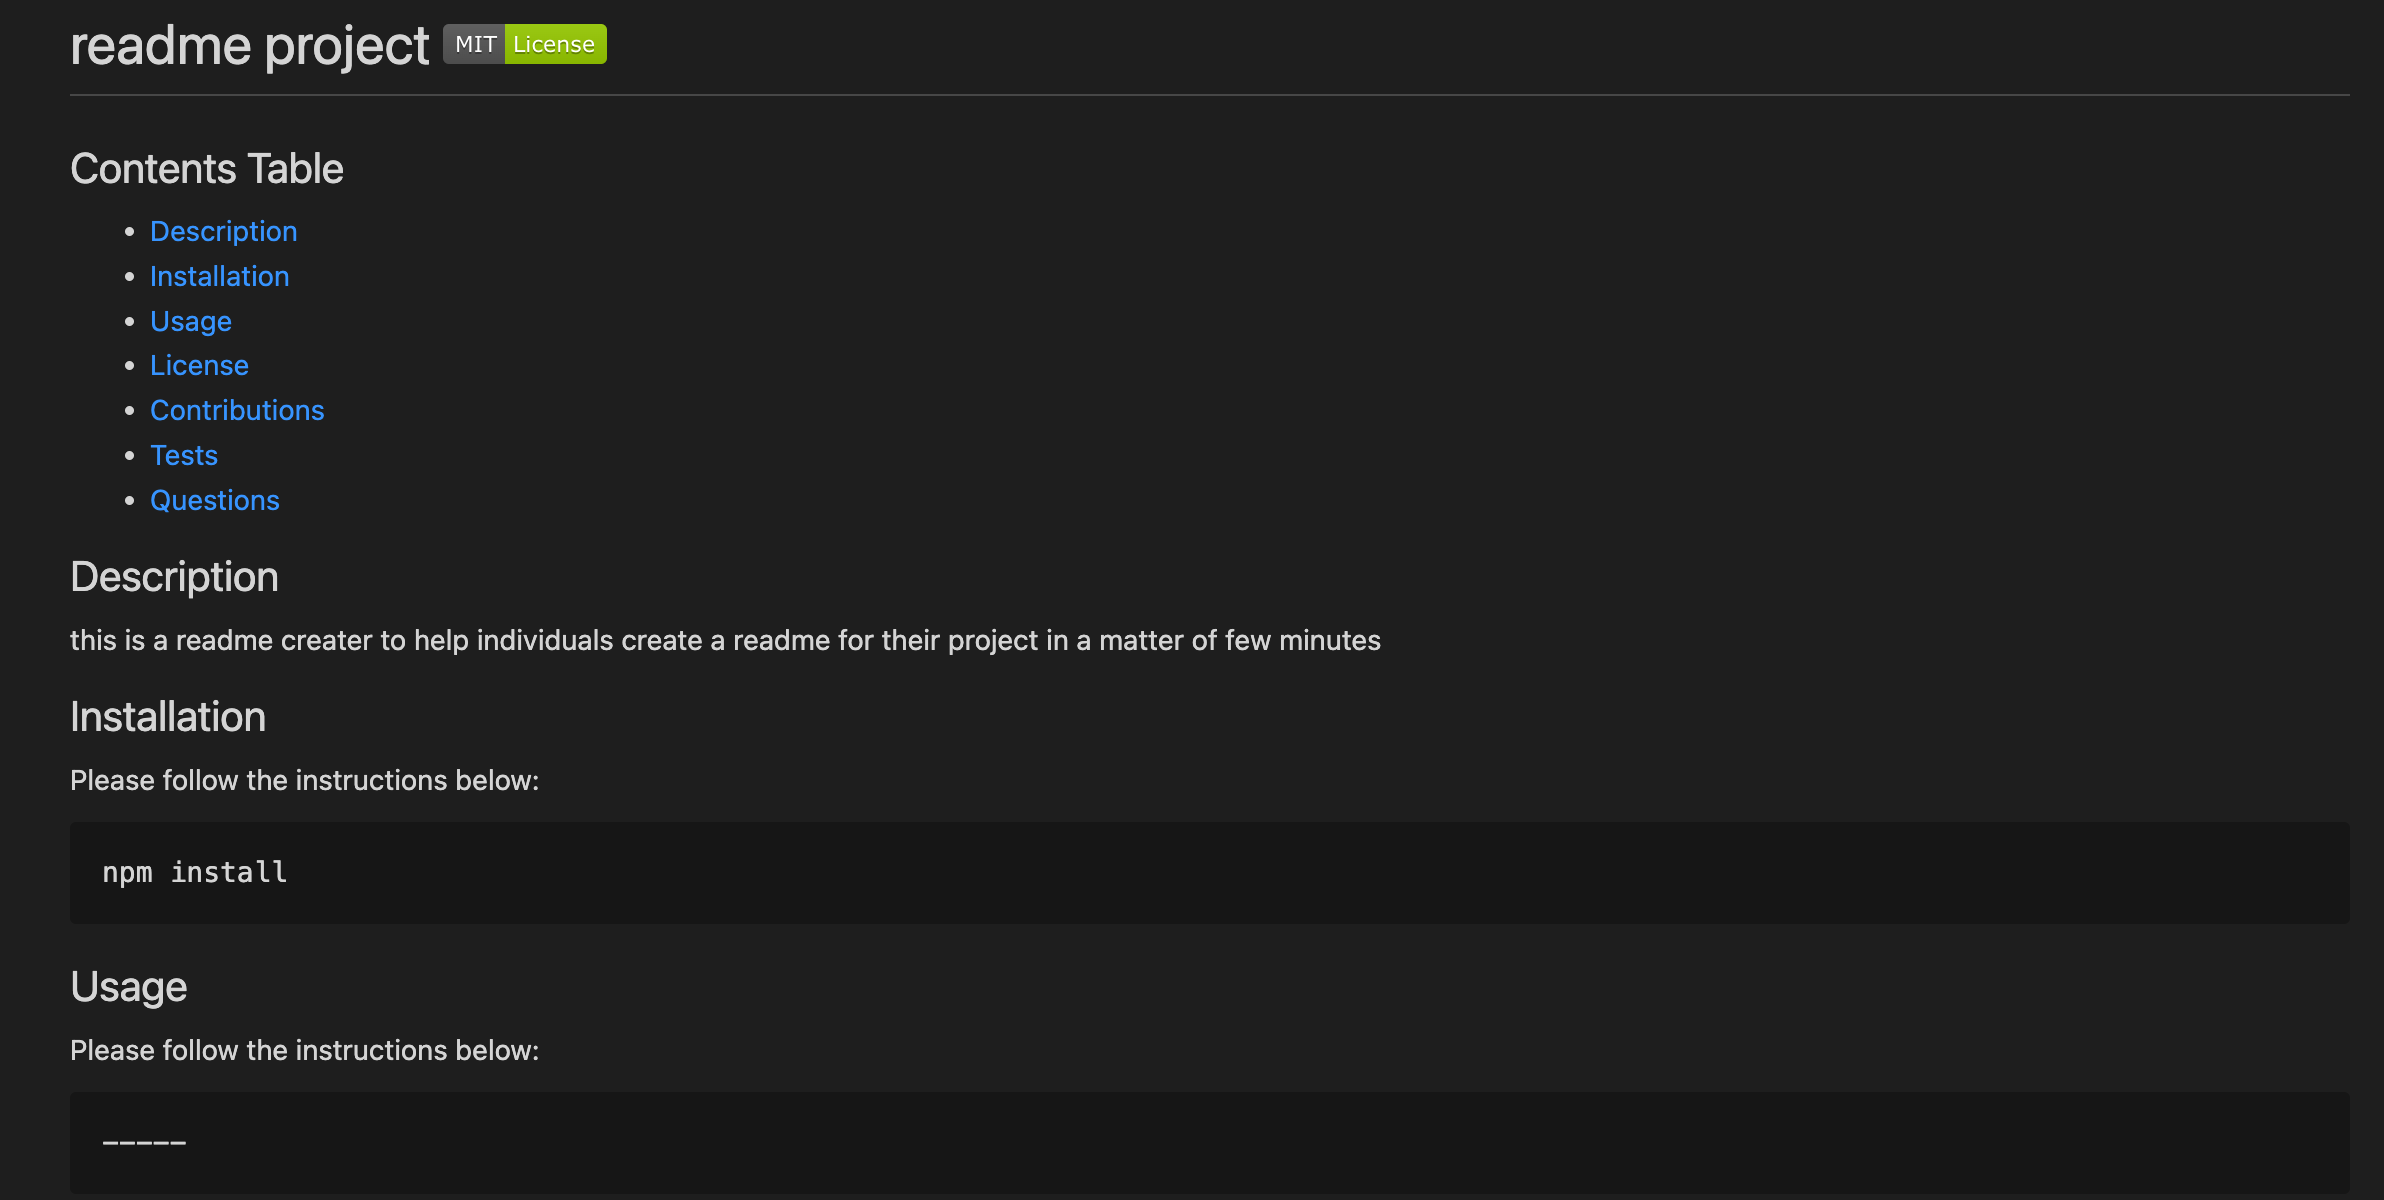 readme project MIT License
Contents Table
Description
Installation
Usage
License
Contributions
Tests
Questions
Description
this is a readme creater to help individuals create a readme for their project in a matter of few minutes
Installation
Please follow the instructions below:
npm install
Usage
Please follow the instructions below:
-----